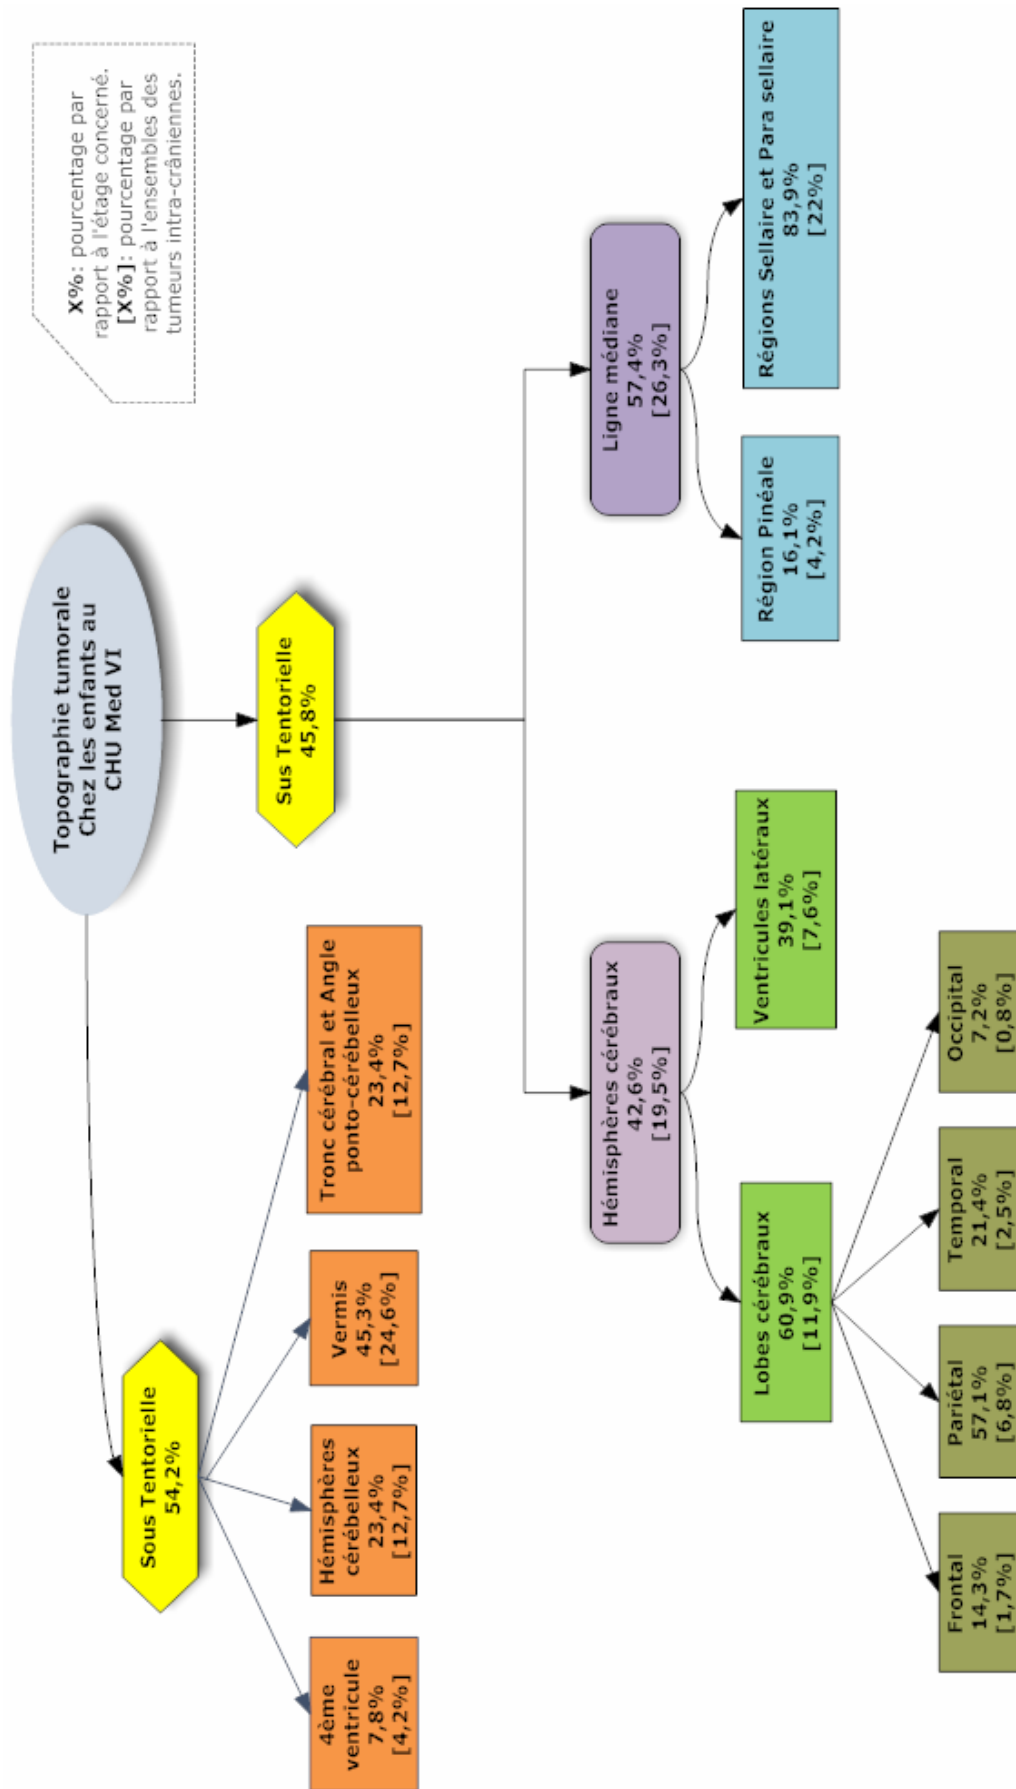 Topographie tumorale
Chez les enfants au
CHU Med VI
X%: pourcentage par
rapport à l'étage concerné.
[X%]: pourcentage par
rapport à l'ensembles des
tumeurs intra-crâniennes.
Sous Tentorielle
54,2%
Sus Tentorielle
45,8%
4ème
ventricule
7,8%
[4,2%]
Hémisphères
cérébelleux
23,4%
[12,7%]
Vermis
45,3%
[24,6%]
Tronc cérébral et Angle
ponto-cérébelleux
23,4%
[12,7%]
Hémisphères cérébraux
42,6%
[19,5%]
Ligne médiane
57,4%
[26,3%]
Lobes cérébraux
60,9%
[11,9%]
Ventricules latéraux
39,1%
[7,6%]
Région Pinéale
16,1%
[4,2%]
Régions Sellaire et Para sellaire
83,9%
[22%]
Frontal
14,3%
[1,7%]
Pariétal
57,1%
[6,8%]
Temporal
21,4%
[2,5%]
Occipital
7,2%
[0,8%]